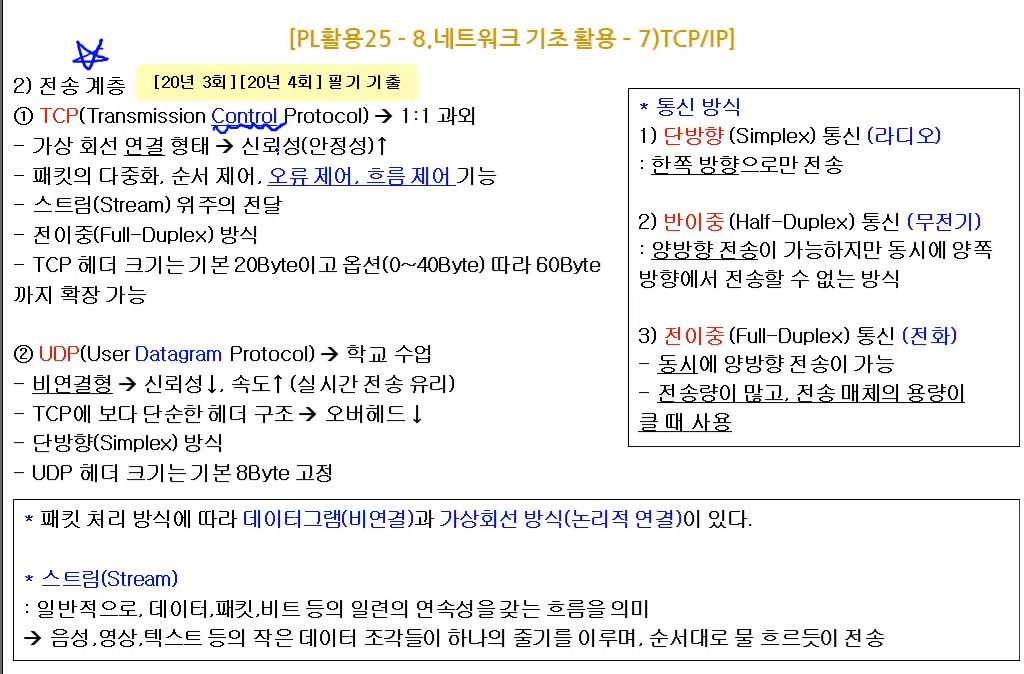 [PL활용25 - 8.네트워크 기초 활용 - 7)TCP/IP]
2) 전송 계층 [20년 3회][20년 4회] 필기 기출
① TCP(Transmission Control Protocol) → 1:1 과외
- 가상 회선 연결 형태 → 신뢰성(안정성)↑
- 패킷의 다중화, 순서 제어, 오류 제어, 흐름 제어 기능
- 스트림(Stream) 위주의 전달
- 전이중(Full-Duplex) 방식
- TCP 헤더 크기는 기본 20Byte이고 옵션(0~40Byte) 따라 60Byte
까지 확장 가능
② UDP(User Datagram Protocol) → 학교 수업
- 비연결형 → 신뢰성↓, 속도↑ (실시간 전송 유리)
- TCP에 보다 단순한 헤더 구조 → 오버헤드↓
- 단방향(Simplex) 방식
- UDP 헤더 크기는 기본 8Byte 고정
* 통신 방식
1) 단방향 (Simplex) 통신 (라디오)
: 한쪽 방향으로만 전송
2) 반이중 (Half-Duplex) 통신 (무전기)
: 양방향 전송이 가능하지만 동시에 양쪽
방향에서 전송할 수 없는 방식
3) 전이중 (Full-Duplex) 통신 (전화)
- 동시에 양방향 전송이 가능
- 전송량이 많고, 전송 매체의 용량이
클 때 사용
* 패킷 처리 방식에 따라 데이터그램(비연결)과 가상회선 방식(논리적 연결)이 있다.
* 스트림(Stream)
: 일반적으로, 데이터,패킷,비트 등의 일련의 연속성을 갖는 흐름을 의미
→ 음성,영상,텍스트 등의 작은 데이터 조각들이 하나의 줄기를 이루며, 순서대로 물 흐르듯이 전송